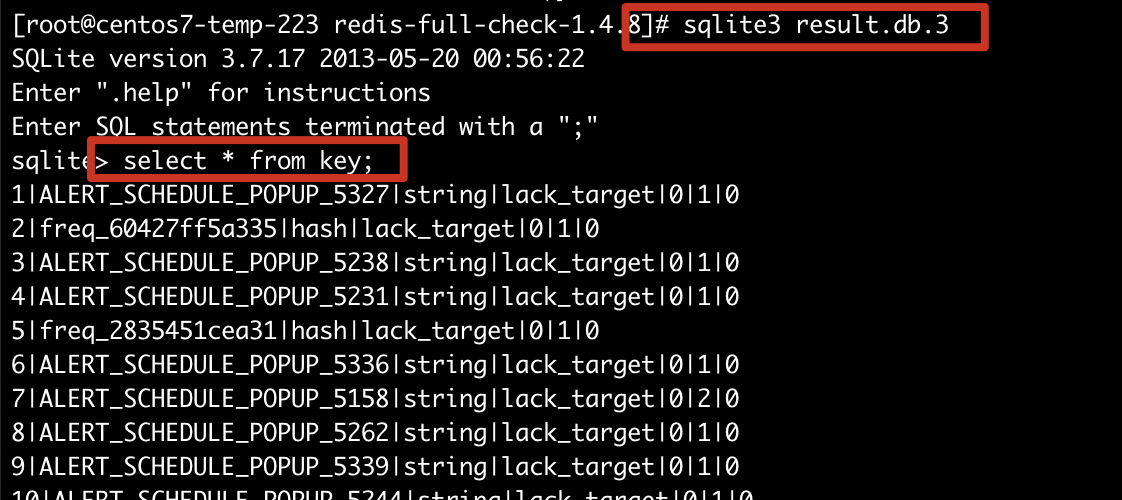 [root@centos7-temp-223 redis-full-check-1.4.8]# sqlite3 result.db.3
SQLite version 3.7.17 2013-05-20 00:56:22
Enter ".help" for instructions
Enter SQL statements terminated with a ";"
sqlite> select * from key;
1|ALERT_SCHEDULE_POPUP_5327|string|lack_target|0|1|0
2|freq_60427ff5a335|hash|lack_target|0|1|0
3|ALERT_SCHEDULE_POPUP_5238|string|lack_target|0|1|0
4|ALERT_SCHEDULE_POPUP_5231|string|lack_target|0|1|0
5|freq_2835451cea31|hash|lack_target|0|1|0
6|ALERT_SCHEDULE_POPUP_5336|string|lack_target|0|1|0
7|ALERT_SCHEDULE_POPUP_5158|string|lack_target|0|2|0
8|ALERT_SCHEDULE_POPUP_5262|string|lack_target|0|1|0
9|ALERT_SCHEDULE_POPUP_5339|string|lack_target|0|1|0
10|ALERT_SCHEDULE_POPUP_5244|string|lack_target|0|1|0